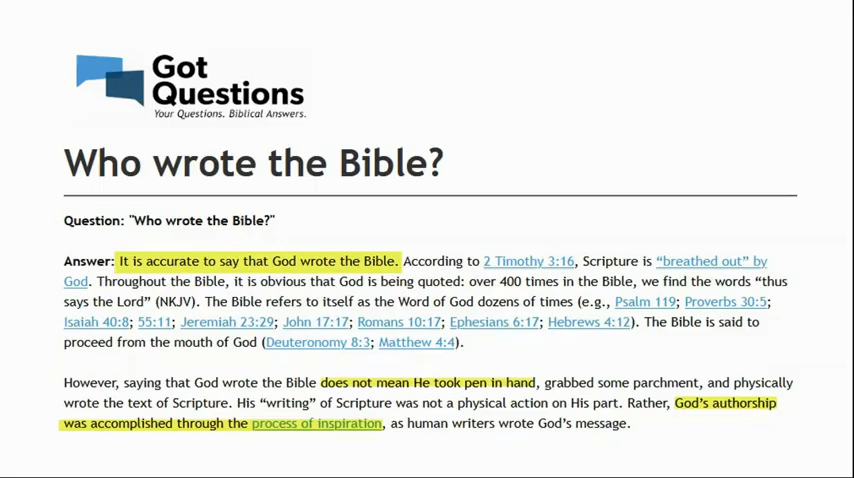 Got
Questions
Your Questions. Biblical Answers.
Who wrote the Bible?
Question: "Who wrote the Bible?"
Answer: It is accurate to say that God wrote the Bible. According to 2 Timothy 3:16, Scripture is “breathed out” by
God. Throughout the Bible, it is obvious that God is being quoted: over 400 times in the Bible, we find the words “thus
says the Lord” (NKJV). The Bible refers to itself as the Word of God dozens of times (e.g., Psalm 119; Proverbs 30:5;
Isaiah 40:8; 55:11; Jeremiah 23:29; John 17:17; Romans 10:17; Ephesians 6:17; Hebrews 4:12). The Bible is said to
proceed from the mouth of God (Deuteronomy 8:3; Matthew 4:4).
However, saying that God wrote the Bible does not mean He took pen in hand, grabbed some parchment, and physically
wrote the text of Scripture. His “writing” of Scripture was not a physical action on His part. Rather, God’s authorship
was accomplished through the process of inspiration, as human writers wrote God’s message.